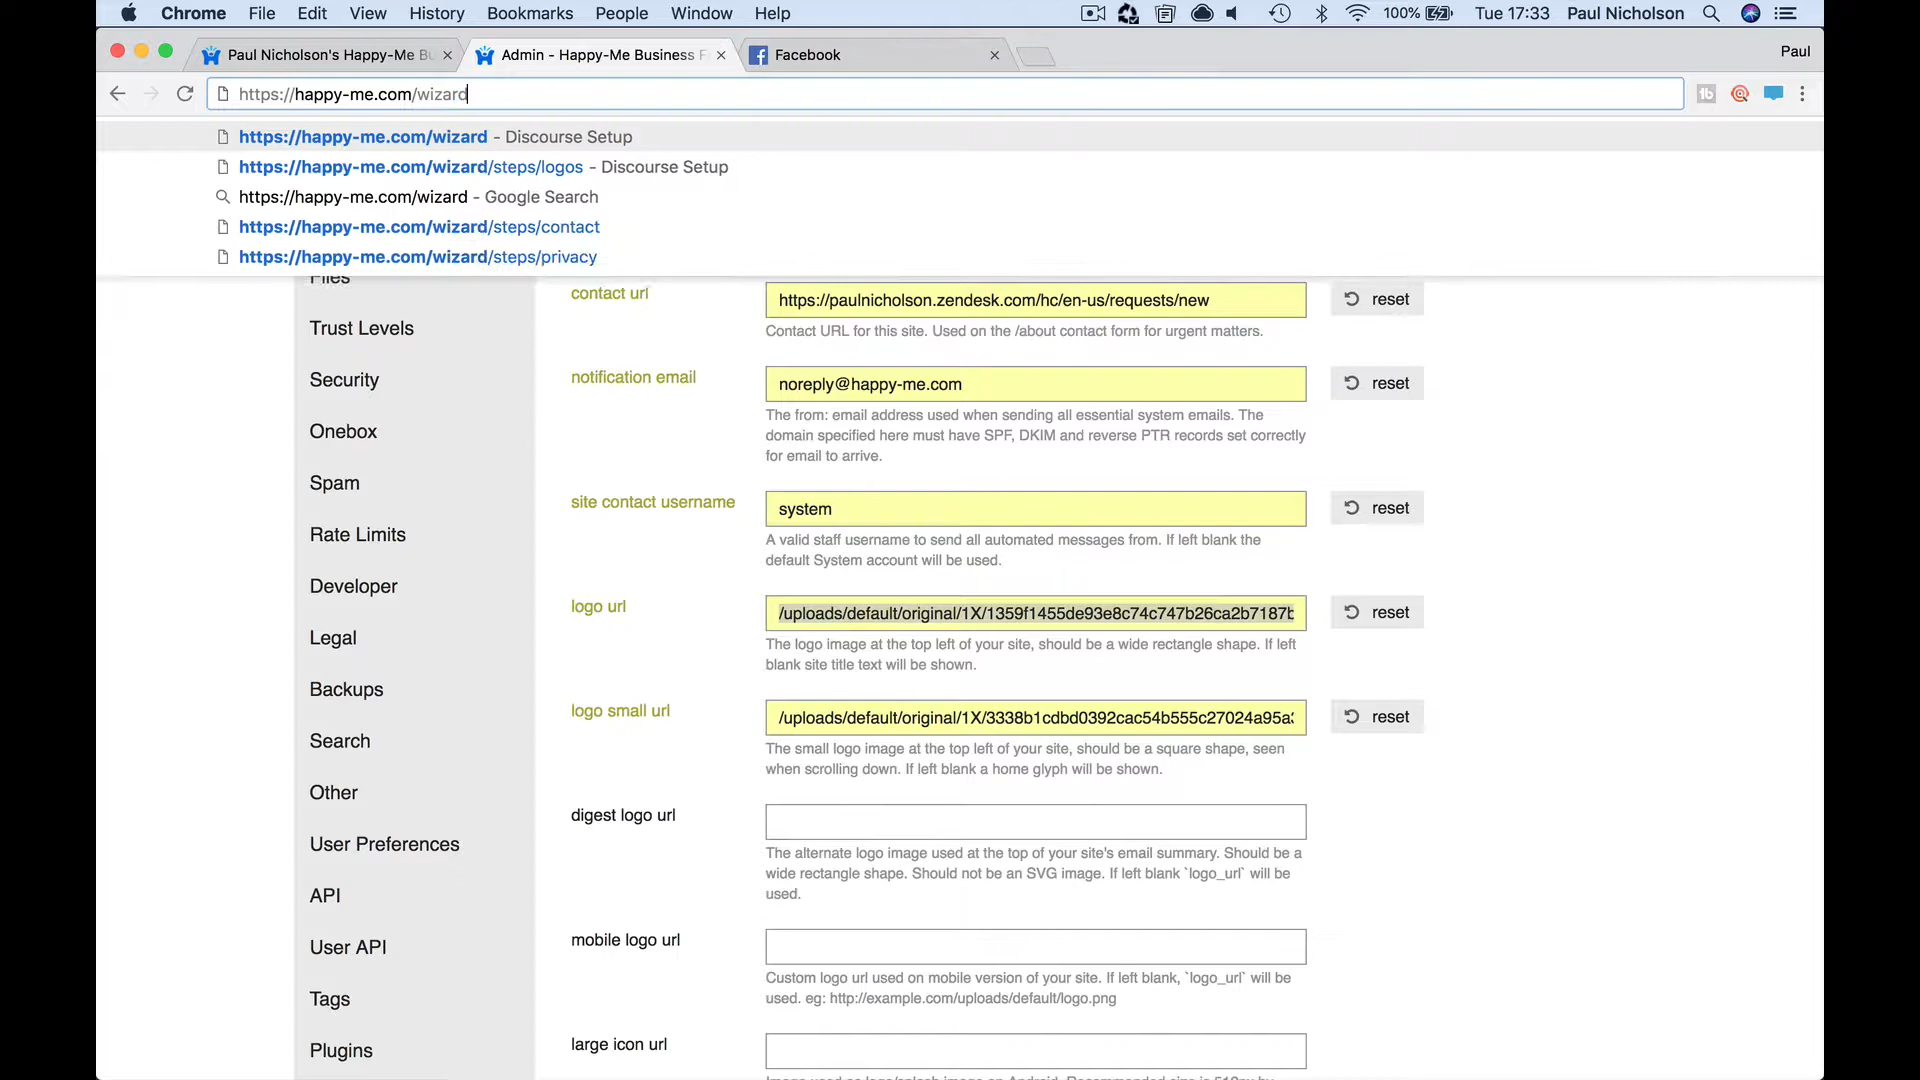 Chrome File Edit View History Bookmarks People Window Help 100% Tue 17:33 Paul Nicholson
Paul Nicholson's Happy-Me Bu Admin - Happy-Me Business F Facebook Paul
https://happy-me.com/wizard
https://happy-me.com/wizard - Discourse Setup
https://happy-me.com/wizard/steps/logos - Discourse Setup
https://happy-me.com/wizard - Google Search
https://happy-me.com/wizard/steps/contact
https://happy-me.com/wizard/steps/privacy
Files
Trust Levels
Security
Onebox
Spam
Rate Limits
Developer
Legal
Backups
Search
Other
User Preferences
API
User API
Tags
Plugins
contact url
https://paulnicholson.zendesk.com/hc/en-us/requests/new
reset
Contact URL for this site. Used on the /about contact form for urgent matters.
notification email
noreply@happy-me.com
reset
The from: email address used when sending all essential system emails. The
domain specified here must have SPF, DKIM and reverse PTR records set correctly
for email to arrive.
site contact username
system
reset
A valid staff username to send all automated messages from. If left blank the
default System account will be used.
logo url
/uploads/default/original/1X/1359f1455de93e8c74c747b26ca2b7187b
reset
The logo image at the top left of your site, should be a wide rectangle shape. If left
blank site title text will be shown.
logo small url
/uploads/default/original/1X/3338b1cdbd0392cac54b555c27024a95a
reset
The small logo image at the top left of your site, should be a square shape, seen
when scrolling down. If left blank a home glyph will be shown.
digest logo url
The alternate logo image used at the top of your site's email summary. Should be a
wide rectangle shape. Should not be an SVG image. If left blank `logo_url` will be
used.
mobile logo url
Custom logo url used on mobile version of your site. If left blank, `logo_url` will be
used. eg: http://example.com/uploads/default/logo.png
large icon url